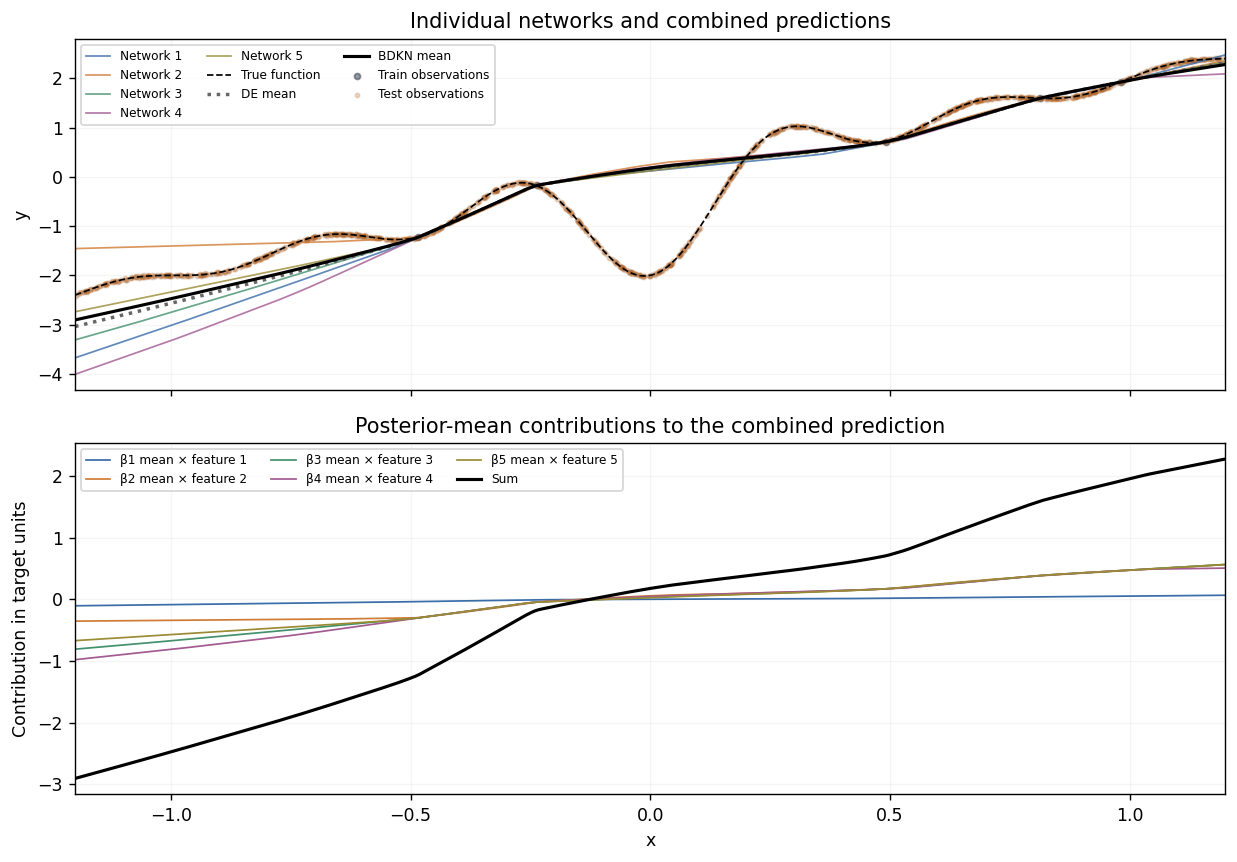 Individual networks and combined predictions
Network 1
Network 2
Network 3
Network 4
Network 5
True function
DE mean
BDKN mean
Train observations
Test observations
y
2
1
0
−1
−2
−3
−4
Posterior-mean contributions to the combined prediction
β1 mean × feature 1
β2 mean × feature 2
β3 mean × feature 3
β4 mean × feature 4
β5 mean × feature 5
Sum
Contribution in target units
2
1
0
−1
−2
−3
−1.0
−0.5
0.0
0.5
1.0
x